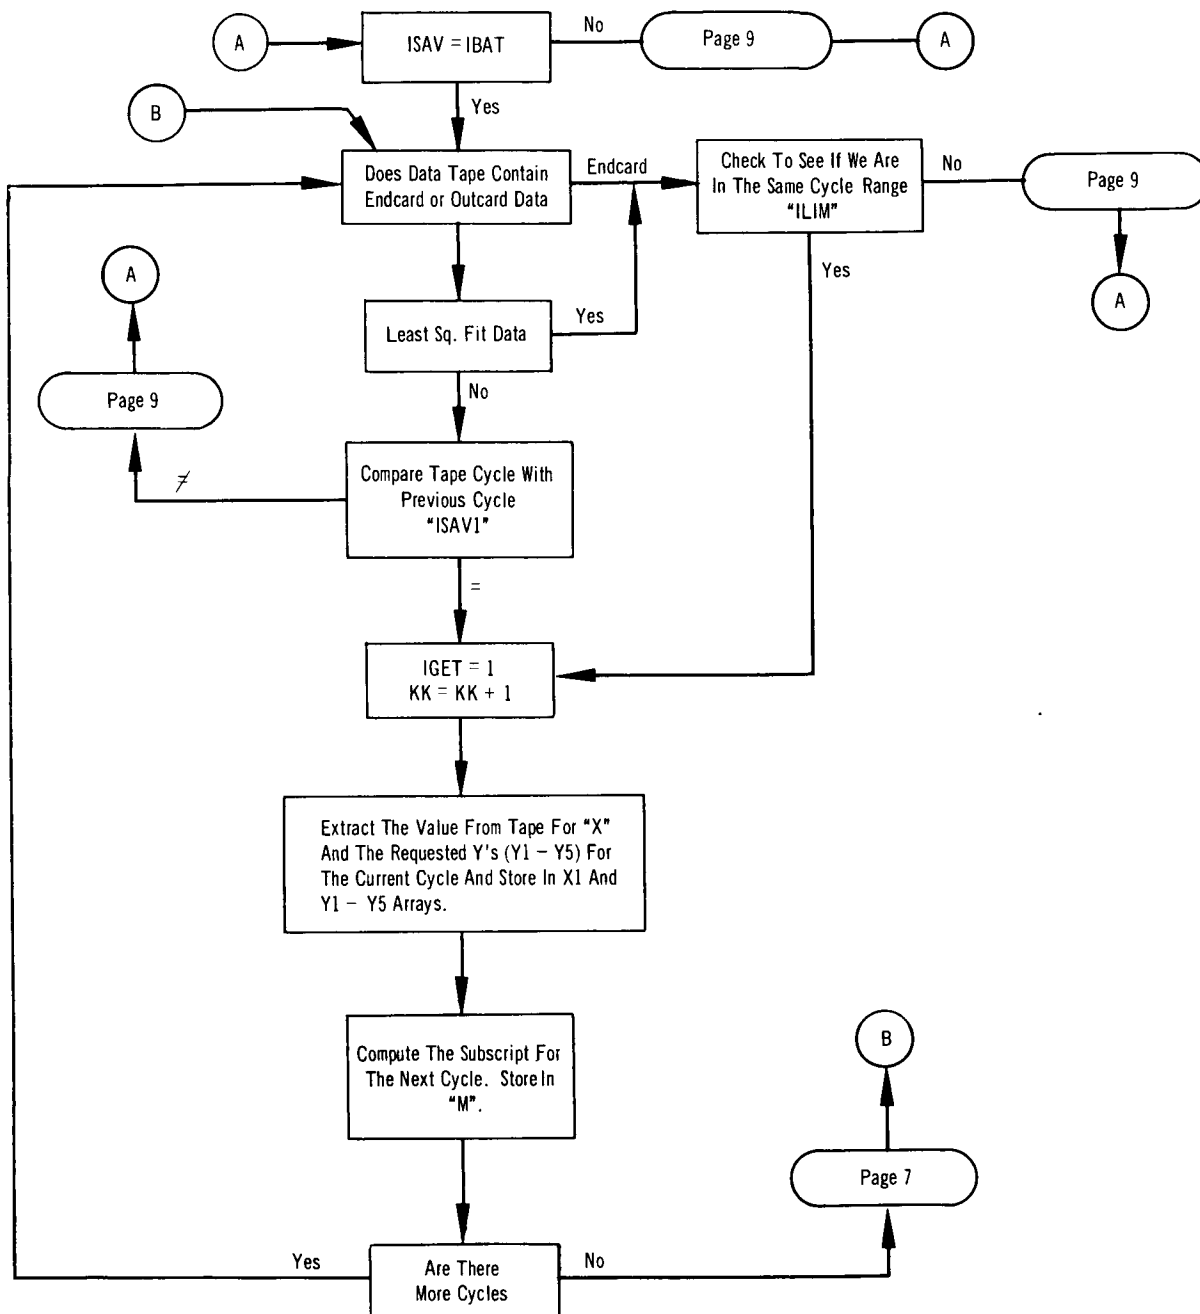 A
ISAV = IBAT
No
Page 9
A
Yes
B
Does Data Tape Contain
Endcard or Outcard Data
Endcard
Check To See If We Are
In The Same Cycle Range
"ILIM"
No
Page 9
A
Yes
Least Sq. Fit Data
Yes
No
A
Page 9
≠
Compare Tape Cycle With
Previous Cycle
"ISAV1"
=
IGET = 1
KK = KK + 1
Extract The Value From Tape For "X"
And The Requested Y's (Y1 – Y5) For
The Current Cycle And Store In X1 And
Y1 – Y5 Arrays.
Compute The Subscript For
The Next Cycle. Store In
"M".
B
Page 7
Yes
Are There
More Cycles
No